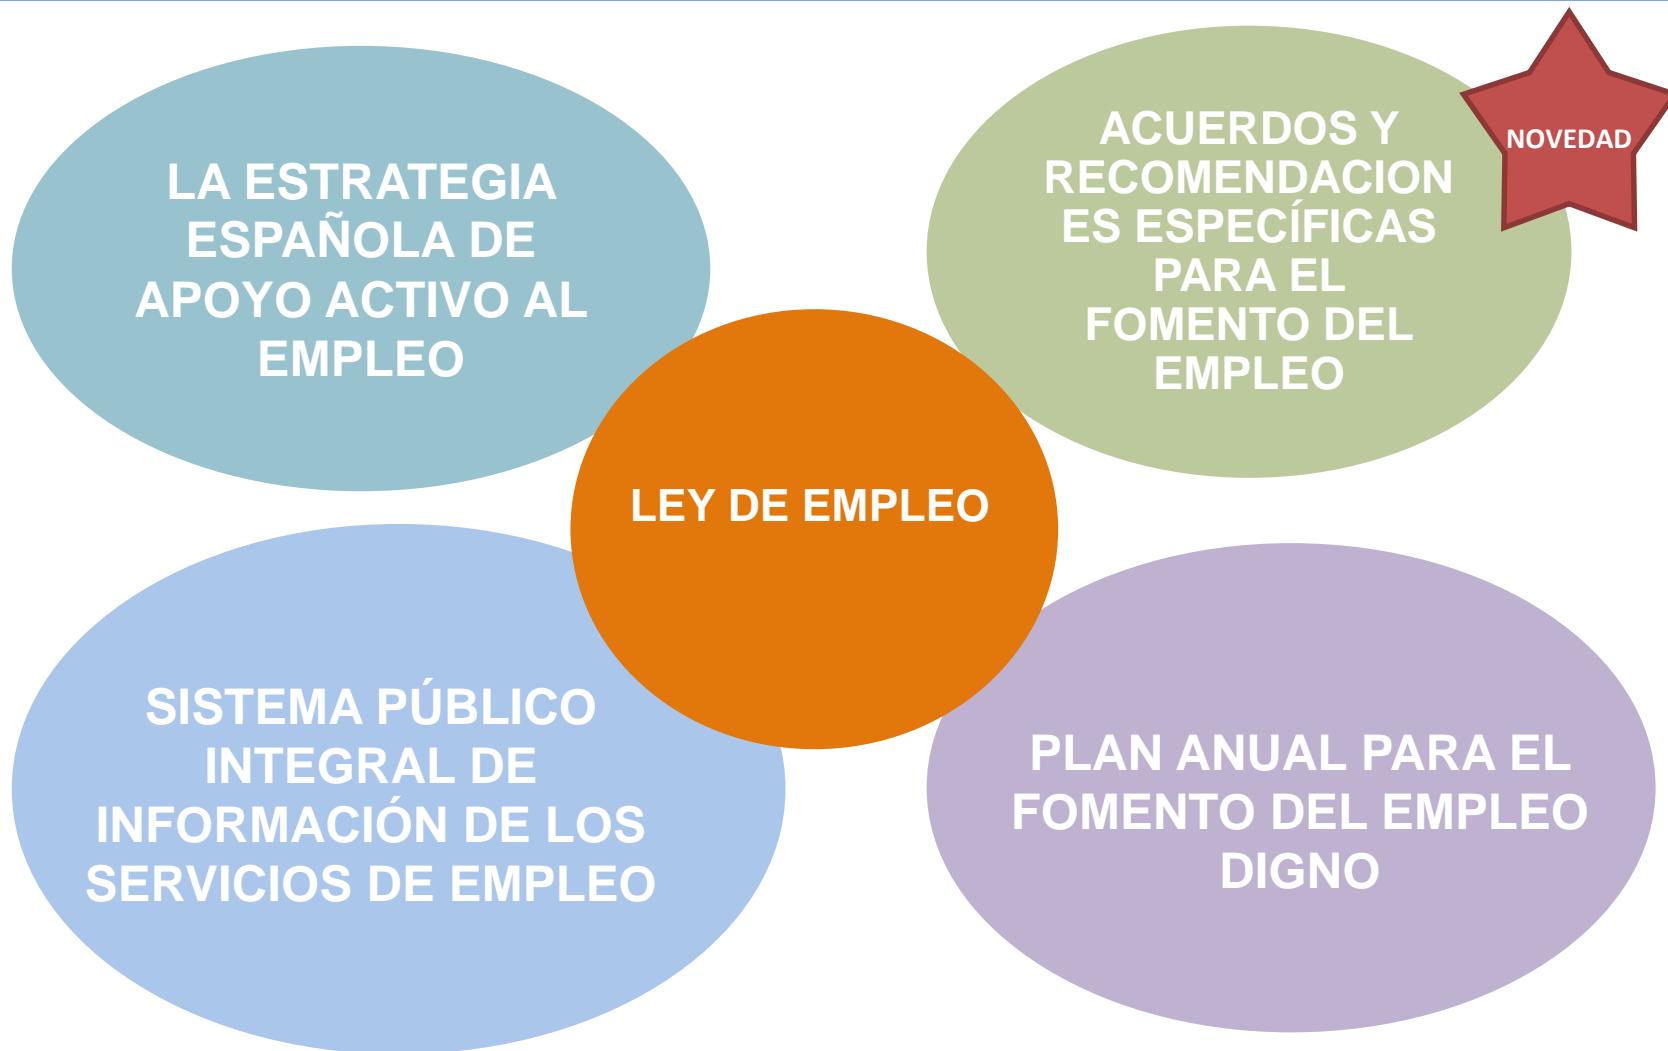 LA ESTRATEGIA
ESPAÑOLA DE
APOYO ACTIVO AL
EMPLEO
ACUERDOS Y
RECOMENDACION
ES ESPECÍFICAS
PARA EL
FOMENTO DEL
EMPLEO
NOVEDAD
LEY DE EMPLEO
SISTEMA PÚBLICO
INTEGRAL DE
INFORMACIÓN DE LOS
SERVICIOS DE EMPLEO
PLAN ANUAL PARA EL
FOMENTO DEL EMPLEO
DIGNO